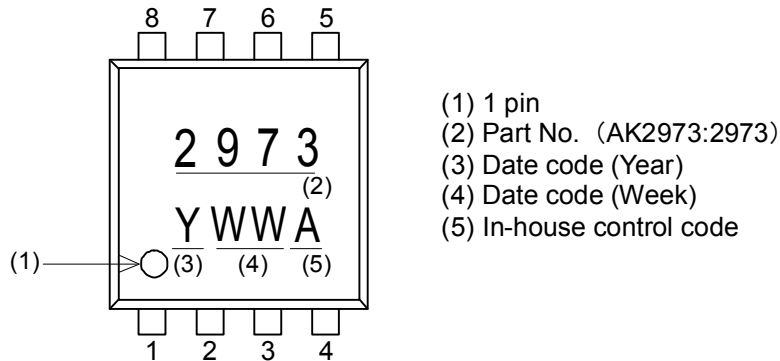 8 7 6 5
2 9 7 3
(2)
Y WW A
(1) (3) (4) (5)
1 2 3 4
(1) 1 pin
(2) Part No. （AK2973:2973）
(3) Date code (Year)
(4) Date code (Week)
(5) In-house control code